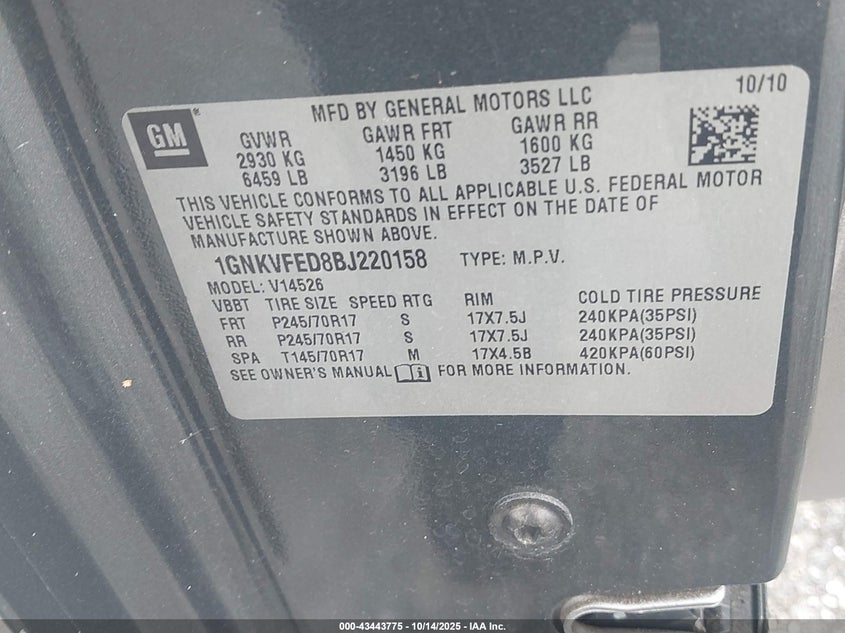 10/10
GM®
MFD BY GENERAL MOTORS LLC
GVWR GAWR FRT GAWR RR
2930 KG 1450 KG 1600 KG
6459 LB 3196 LB 3527 LB
THIS VEHICLE CONFORMS TO ALL APPLICABLE U.S. FEDERAL MOTOR
VEHICLE SAFETY STANDARDS IN EFFECT ON THE DATE OF
MANUFACTURE SHOWN ABOVE.
1GNKVFED8BJ220158 TYPE: M.P.V.
MODEL: V14526
VBBT TIRE SIZE SPEED RTG RIM COLD TIRE PRESSURE
FRT P245/70R17 S 17X7.5J 240KPA(35PSI)
RR P245/70R17 S 17X7.5J 240KPA(35PSI)
SPA T145/70R17 M 17X4.5B 420KPA(60PSI)
SEE OWNER'S MANUAL i FOR MORE INFORMATION.
000-43443775 - 10/14/2025 - IAA Inc.